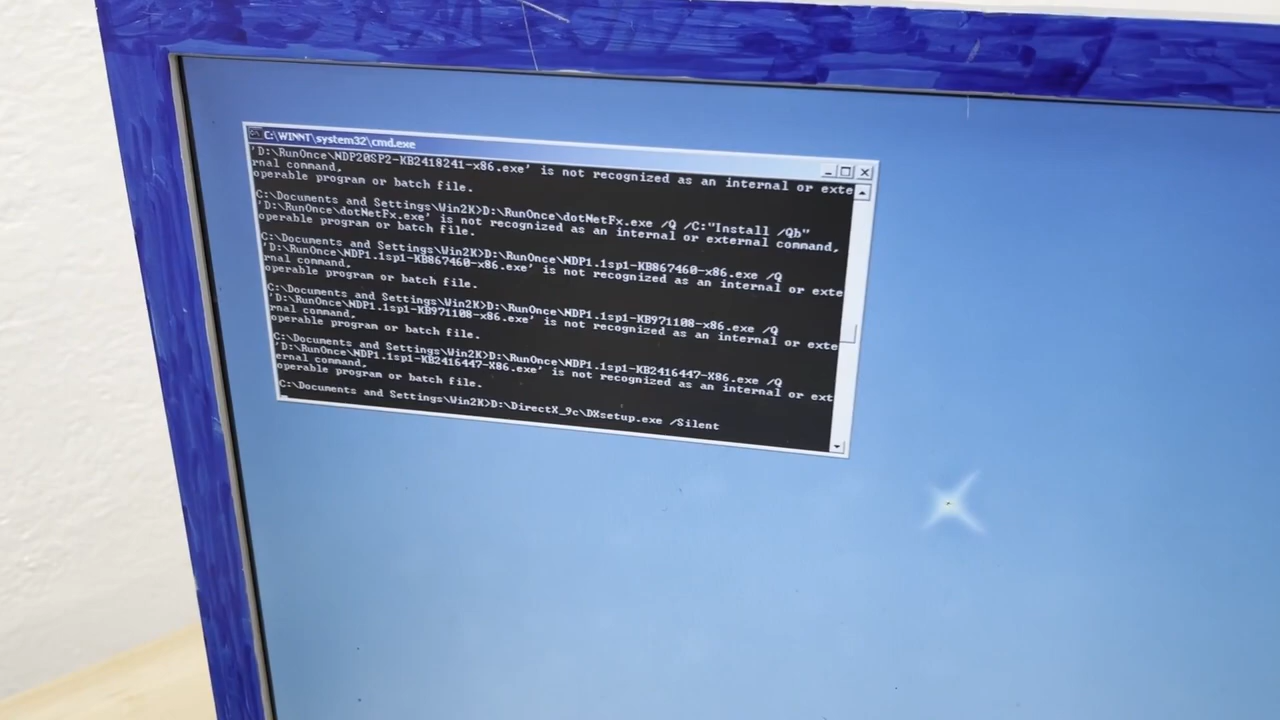 C:\WINNT\system32\cmd.exe
'D:\RunOnce\NDP20SP2-KB2418241-x86.exe' is not recognized as an internal or exte
rnal command,
operable program or batch file.
C:\Documents and Settings\Win2K>D:\RunOnce\dotNetFx.exe /Q /C:"Install /Qb"
'D:\RunOnce\dotNetFx.exe' is not recognized as an internal or external command,
operable program or batch file.
C:\Documents and Settings\Win2K>D:\RunOnce\NDP1.1sp1-KB867460-x86.exe /Q
'D:\RunOnce\NDP1.1sp1-KB867460-x86.exe' is not recognized as an internal or exte
rnal command,
operable program or batch file.
C:\Documents and Settings\Win2K>D:\RunOnce\NDP1.1sp1-KB971108-x86.exe /Q
'D:\RunOnce\NDP1.1sp1-KB971108-x86.exe' is not recognized as an internal or exte
rnal command,
operable program or batch file.
C:\Documents and Settings\Win2K>D:\RunOnce\NDP1.1sp1-KB2416447-X86.exe /Q
'D:\RunOnce\NDP1.1sp1-KB2416447-X86.exe' is not recognized as an internal or ext
ernal command,
operable program or batch file.
C:\Documents and Settings\Win2K>D:\DirectX_9c\DXsetup.exe /Silent